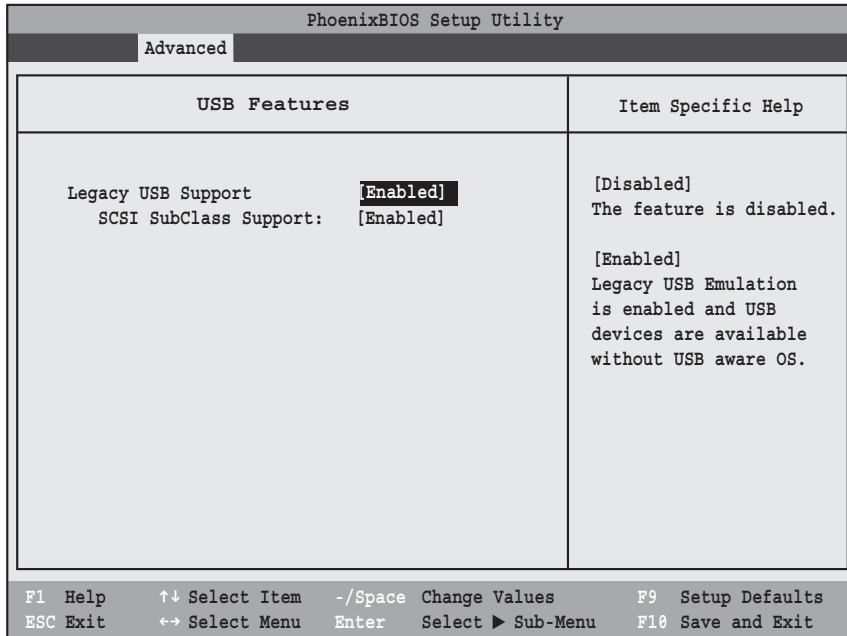 PhoenixBIOS Setup Utility
Advanced
USB Features
Item Specific Help
Legacy USB Support [Enabled]
SCSI SubClass Support: [Enabled]
[Disabled]
The feature is disabled.
[Enabled]
Legacy USB Emulation
is enabled and USB
devices are available
without USB aware OS.
F1 Help ↑↓ Select Item -/Space Change Values F9 Setup Defaults
ESC Exit ←→ Select Menu Enter Select ▶ Sub-Menu F10 Save and Exit